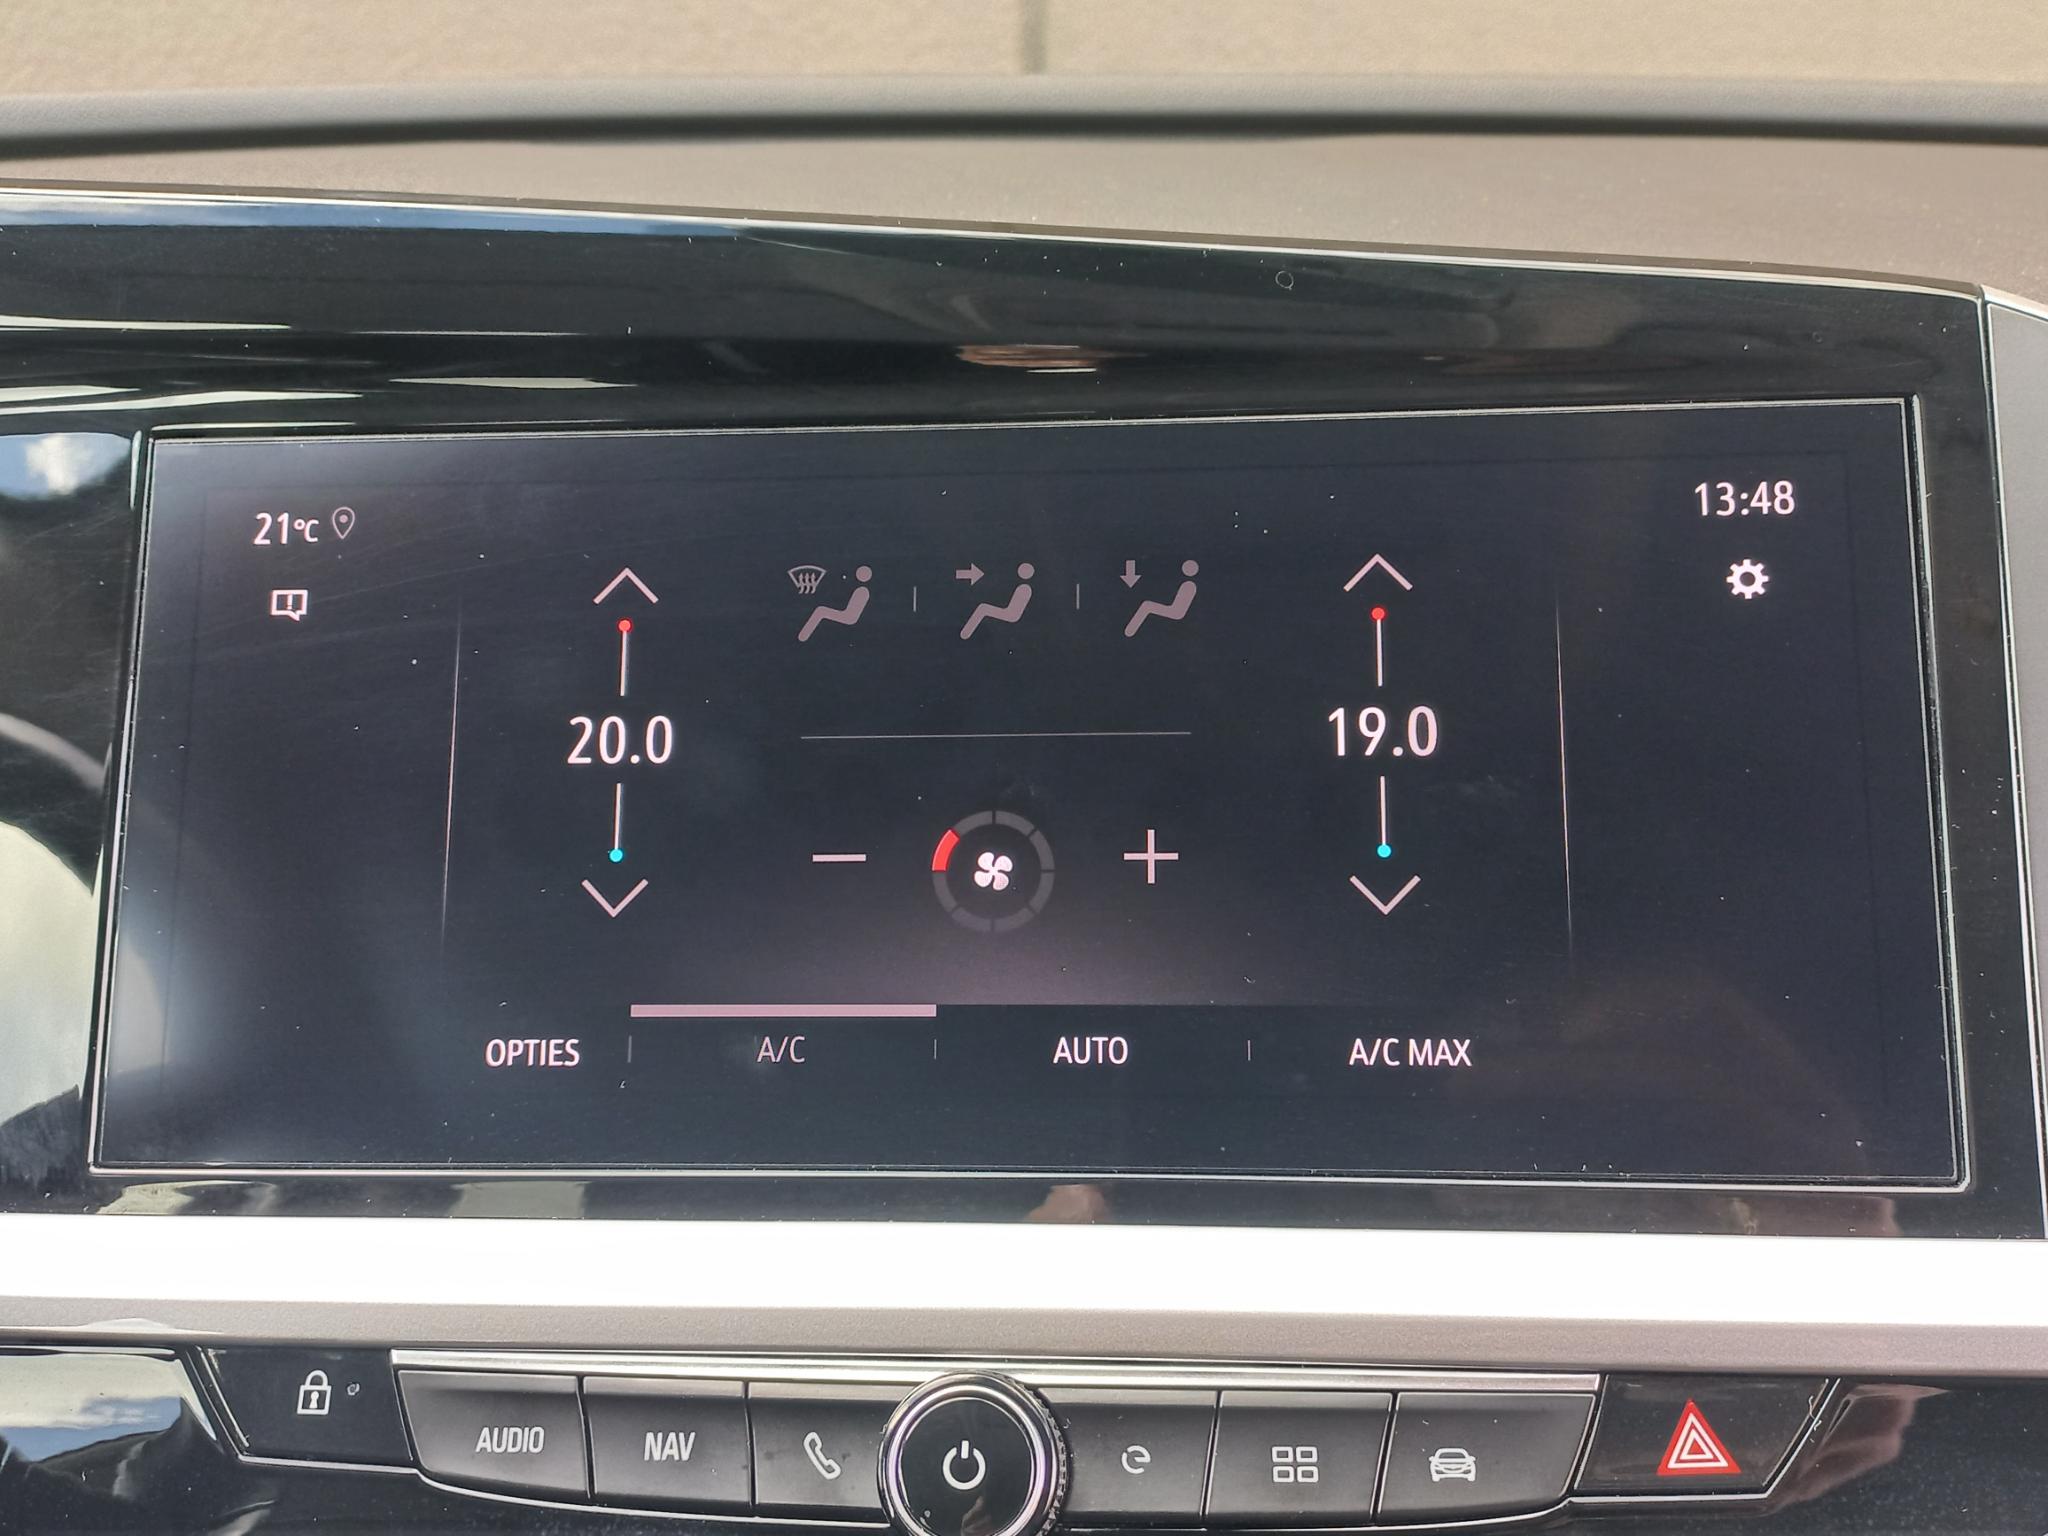 21°C
13:48
20.0
19.0
OPTIES
A/C
AUTO
A/C MAX
AUDIO
NAV